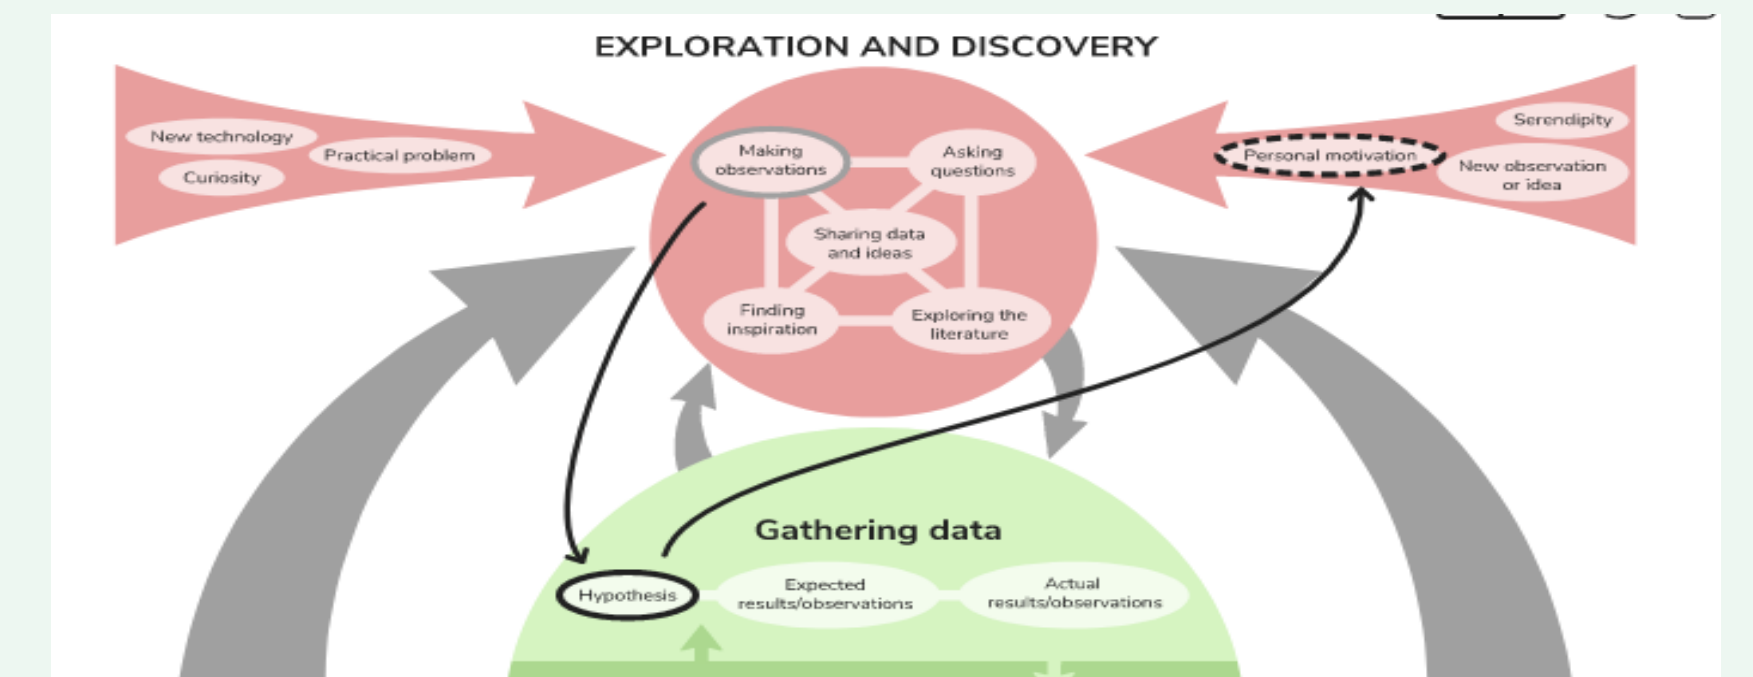 EXPLORATION AND DISCOVERY
New technology
Practical problem
Curiosity
Making
observations
Asking
questions
Sharing data
and ideas
Finding
inspiration
Exploring the
literature
Serendipity
Personal motivation
New observation
or idea
Gathering data
Hypothesis
Expected
results/observations
Actual
results/observations